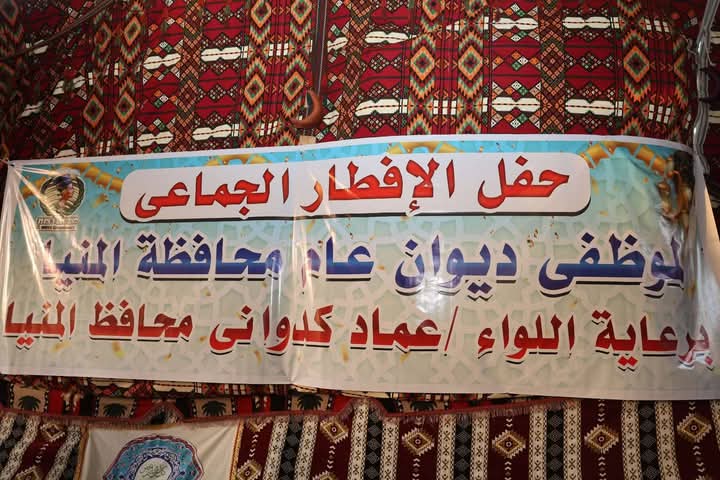 حفل الإفطار الجماعى
لموظفى ديوان عام محافظة المنيا
برعاية اللواء / عماد كدوانى محافظ المنيا